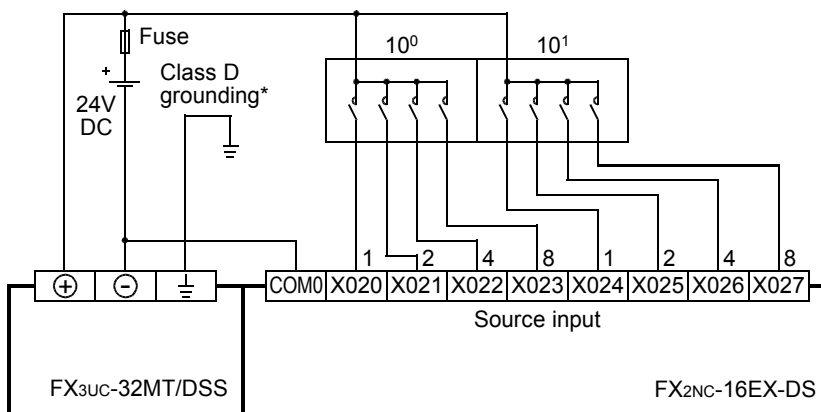 Fuse
10⁰ 10¹
+
24V
DC
Class D
grounding*
1 2 4 8 1 2 4 8
+ - COM0 X020 X021 X022 X023 X024 X025 X026 X027
Source input
FX3UC-32MT/DSS
FX2NC-16EX-DS